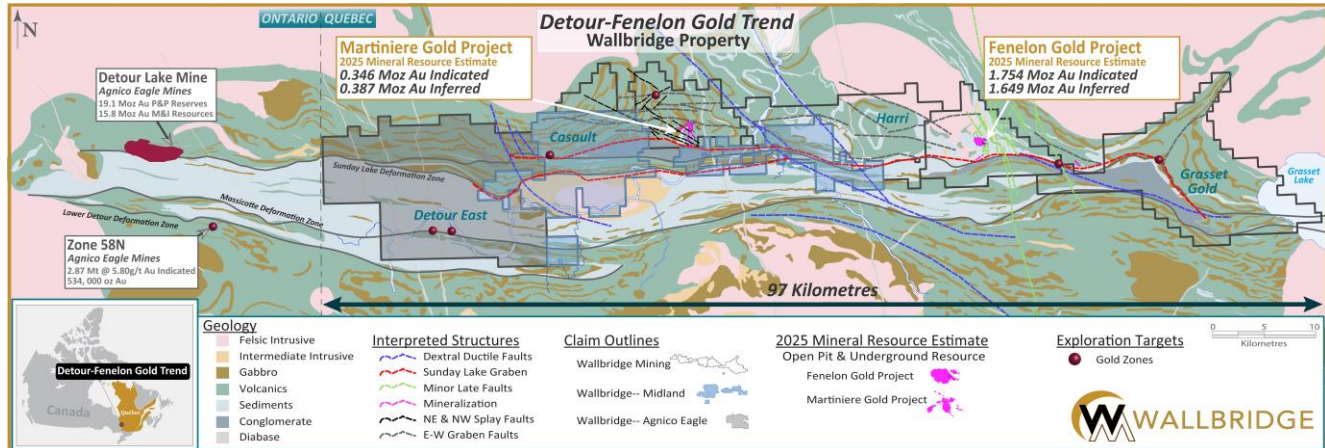 N
ONTARIO QUEBEC
Detour-Fenelon Gold Trend
Wallbridge Property
Martiniere Gold Project
2025 Mineral Resource Estimate
0.346 Moz Au Indicated
0.387 Moz Au Inferred
Fenelon Gold Project
2025 Mineral Resource Estimate
1.754 Moz Au Indicated
1.649 Moz Au Inferred
Detour Lake Mine
Agnico Eagle Mines
19.1 Moz Au P&P Reserves
15.8 Moz Au M&I Resources
Casault
Harri
Sunday Lake Deformation Zone
Grasset
Gold
Grasset
Lake
Massicotte Deformation Zone
Lower Detour Deformation Zone
Detour East
Zone 58N
Agnico Eagle Mines
2.87 Mt @ 5.80g/t Au Indicated
534, 000 oz Au
97 Kilometres
Detour-Fenelon Gold Trend
Canada
Québec
Geology
Felsic Intrusive
Intermediate Intrusive
Gabbro
Volcanics
Sediments
Conglomerate
Diabase
Interpreted Structures
Dextral Ductile Faults
Sunday Lake Graben
Minor Late Faults
Mineralization
NE & NW Splay Faults
E-W Graben Faults
Claim Outlines
Wallbridge Mining
Wallbridge-- Midland
Wallbridge-- Agnico Eagle
2025 Mineral Resource Estimate
Open Pit & Underground Resource
Fenelon Gold Project
Martiniere Gold Project
Exploration Targets
Gold Zones
0 5 10
Kilometres
WALLBRIDGE